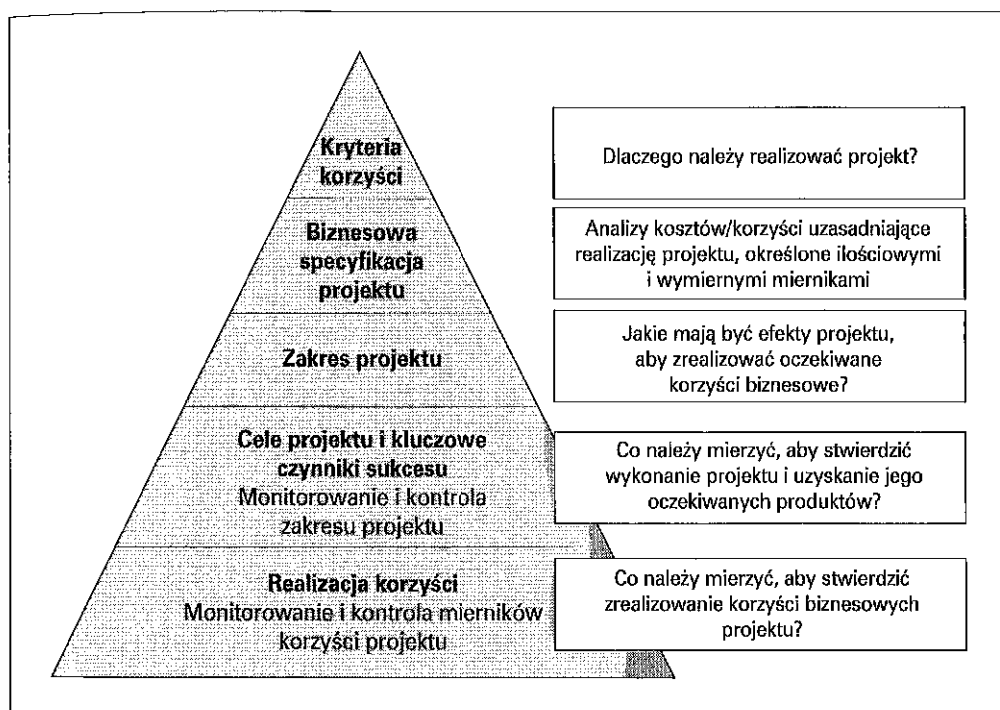 Kryteria
korzyści
Dlaczego należy realizować projekt?
Biznesowa
specyfikacja
projektu
Analizy kosztów/korzyści uzasadniające
realizację projektu, określone ilościowymi
i wymiernymi miernikami
Zakres projektu
Jakie mają być efekty projektu,
aby zrealizować oczekiwane
korzyści biznesowe?
Cele projektu i kluczowe
czynniki sukcesu
Monitorowanie i kontrola
zakresu projektu
Co należy mierzyć, aby stwierdzić
wykonanie projektu i uzyskanie jego
oczekiwanych produktów?
Realizacja korzyści
Monitorowanie i kontrola mierników
korzyści projektu
Co należy mierzyć, aby stwierdzić
zrealizowanie korzyści biznesowych
projektu?